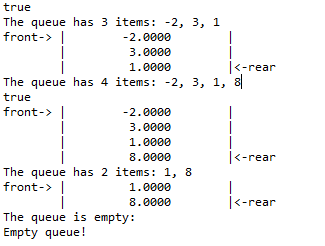 true
The queue has 3 items: -2, 3, 1
front-> |        -2.0000        |
        |         3.0000        |
        |         1.0000        |<-rear
The queue has 4 items: -2, 3, 1, 8
true
front-> |        -2.0000        |
        |         3.0000        |
        |         1.0000        |
        |         8.0000        |<-rear
The queue has 2 items: 1, 8
front-> |         1.0000        |
        |         8.0000        |<-rear
The queue is empty:
Empty queue!